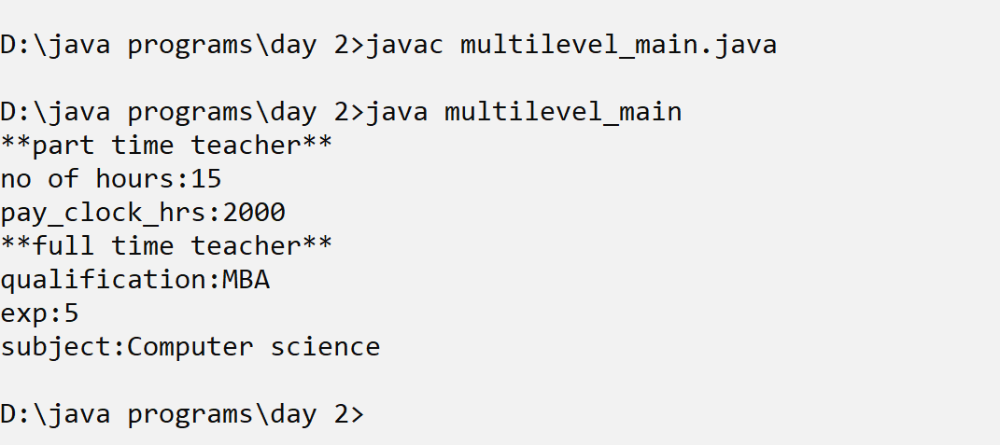 D:\java programs\day 2>javac multilevel_main.java
D:\java programs\day 2>java multilevel_main
**part time teacher**
no of hours:15
pay_clock_hrs:2000
**full time teacher**
qualification:MBA
exp:5
subject:Computer science
D:\java programs\day 2>